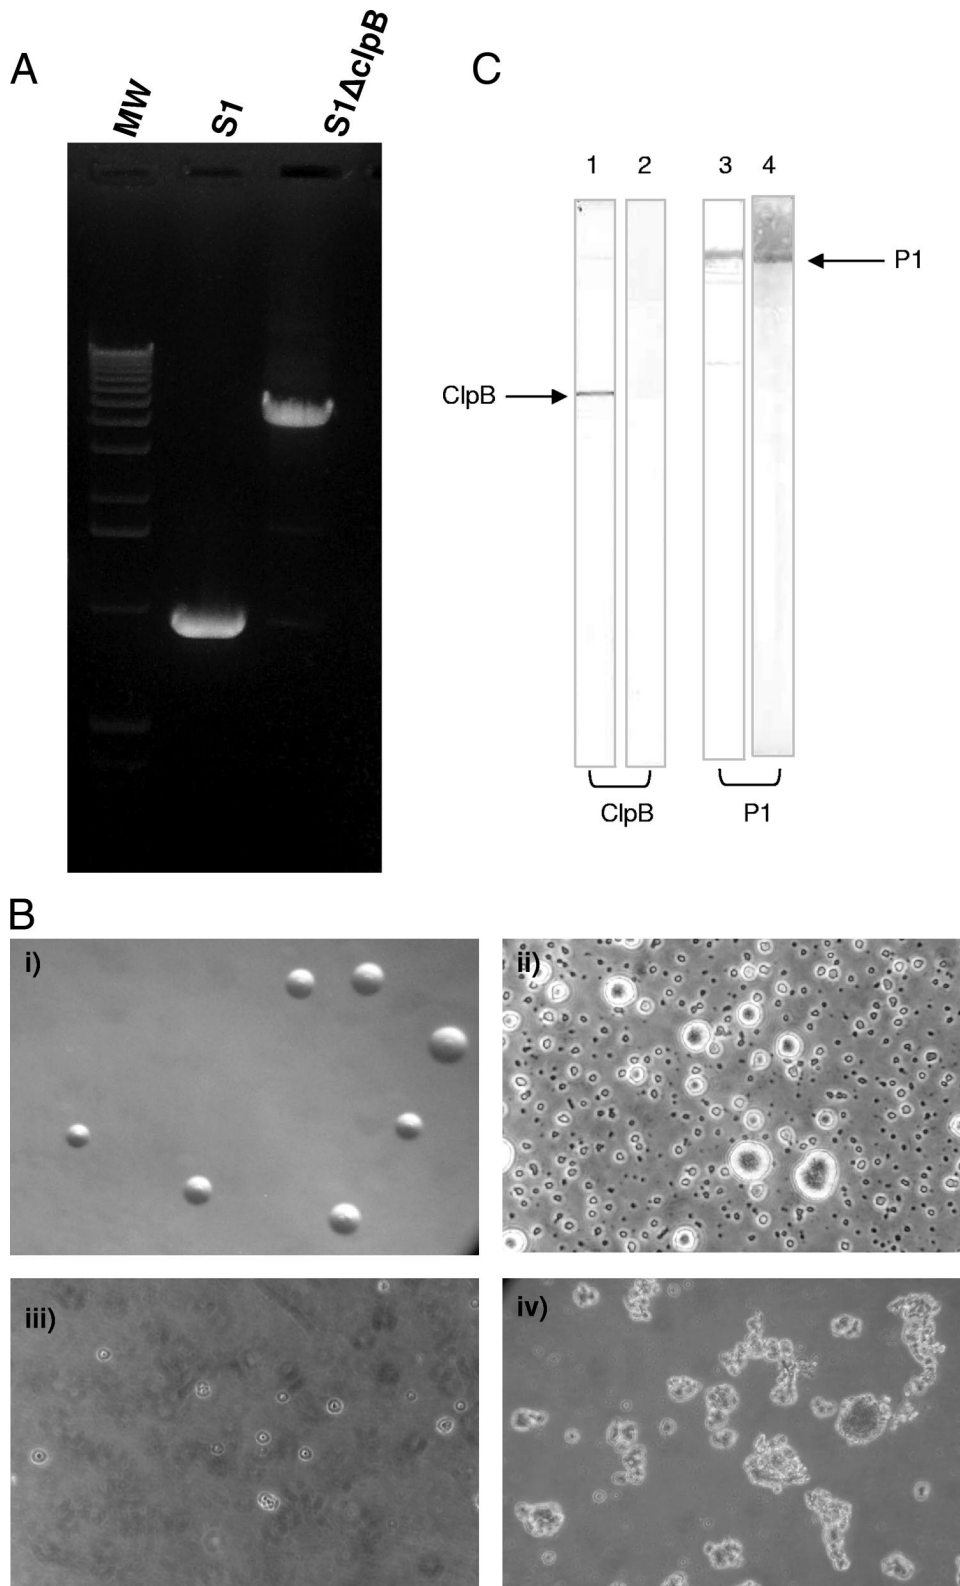 A
MW
S1
S1ΔclpB
C
1 2 3 4
P1
ClpB
ClpB P1
B
i)
ii)
iii)
iv)